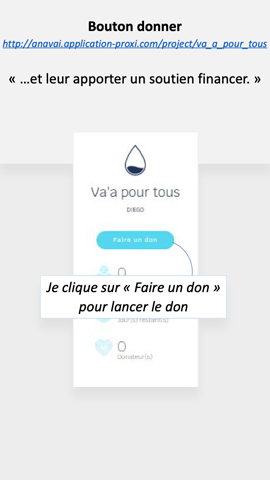 Bouton donner
http://anavai.application-proxi.com/project/va_a_pour_tous
« …et leur apporter un soutien financer. »
Va'a pour tous
DIEGO
Faire un don
0
Je clique sur « Faire un don »
pour lancer le don
Jour(s) restant(s)
0
Donateur(s)